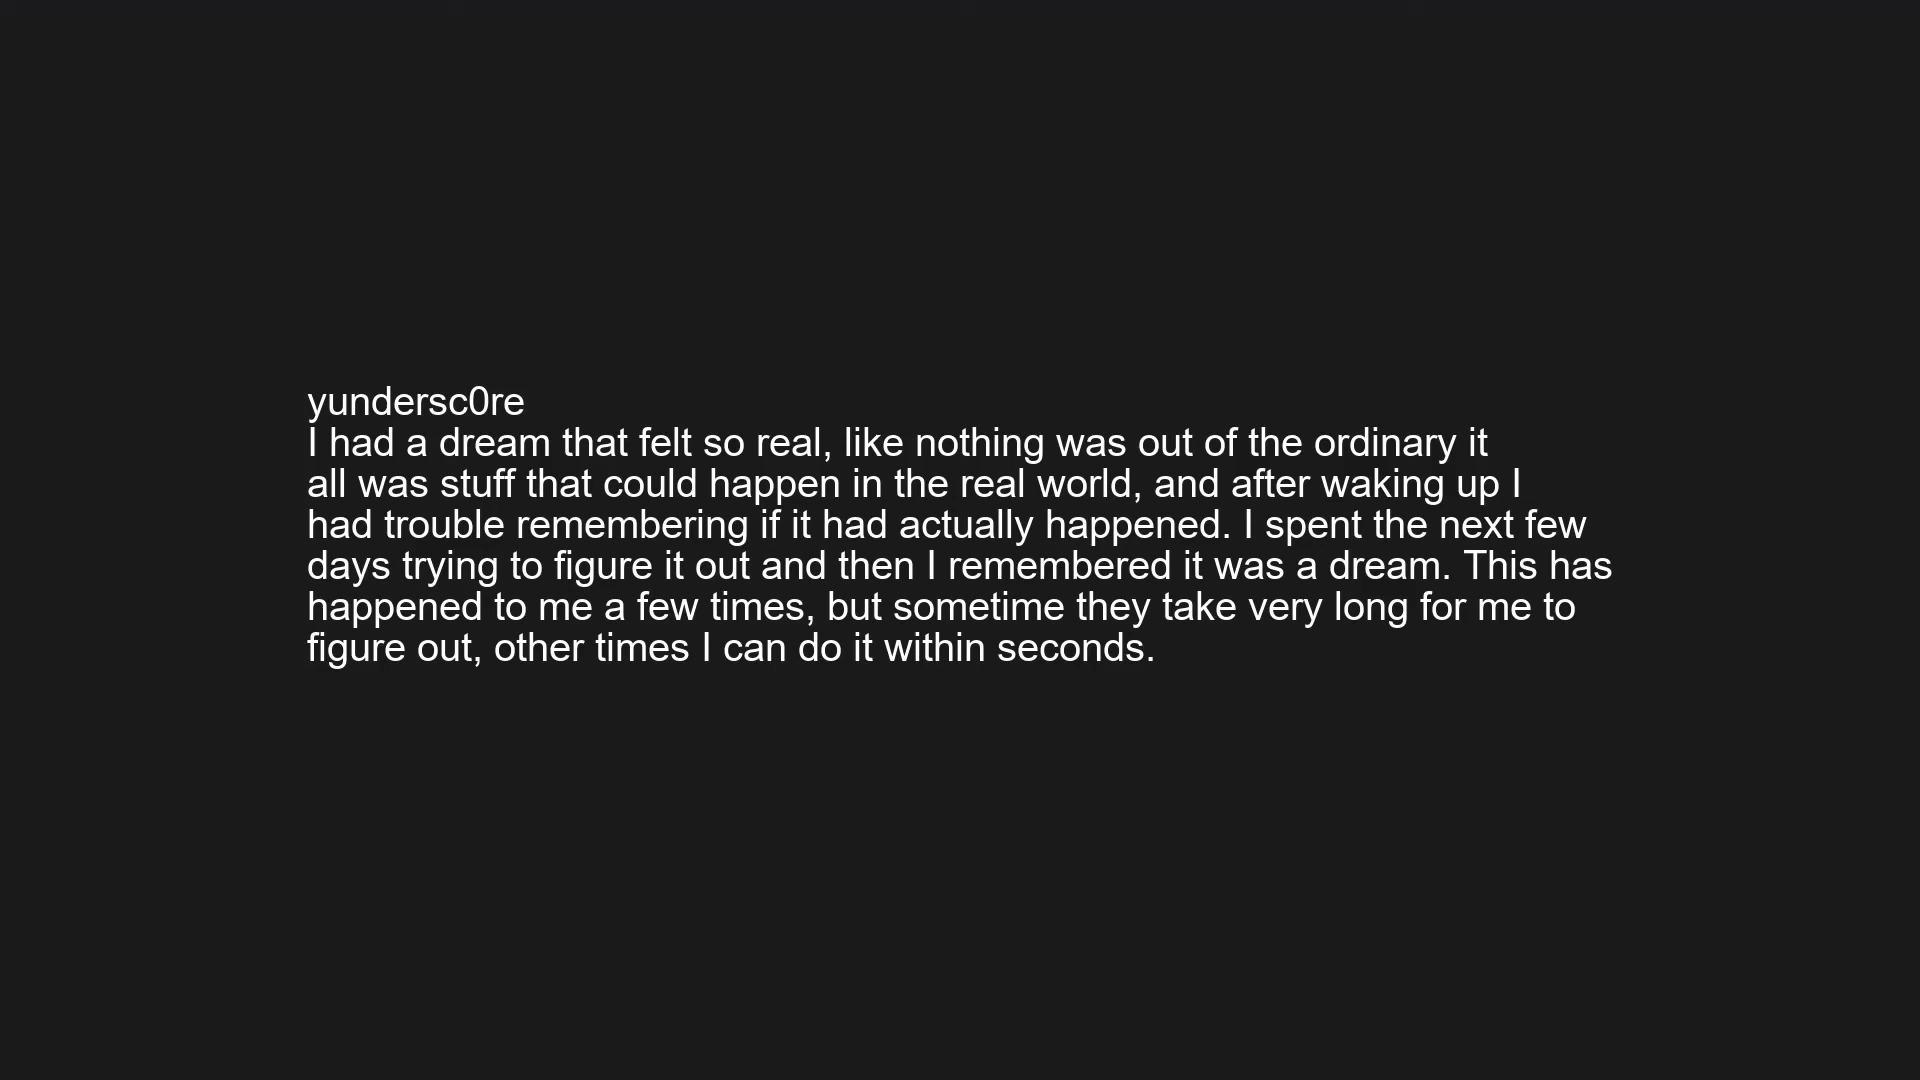 yundersc0re
I had a dream that felt so real, like nothing was out of the ordinary it
all was stuff that could happen in the real world, and after waking up I
had trouble remembering if it had actually happened. I spent the next few
days trying to figure it out and then I remembered it was a dream. This has
happened to me a few times, but sometime they take very long for me to
figure out, other times I can do it within seconds.